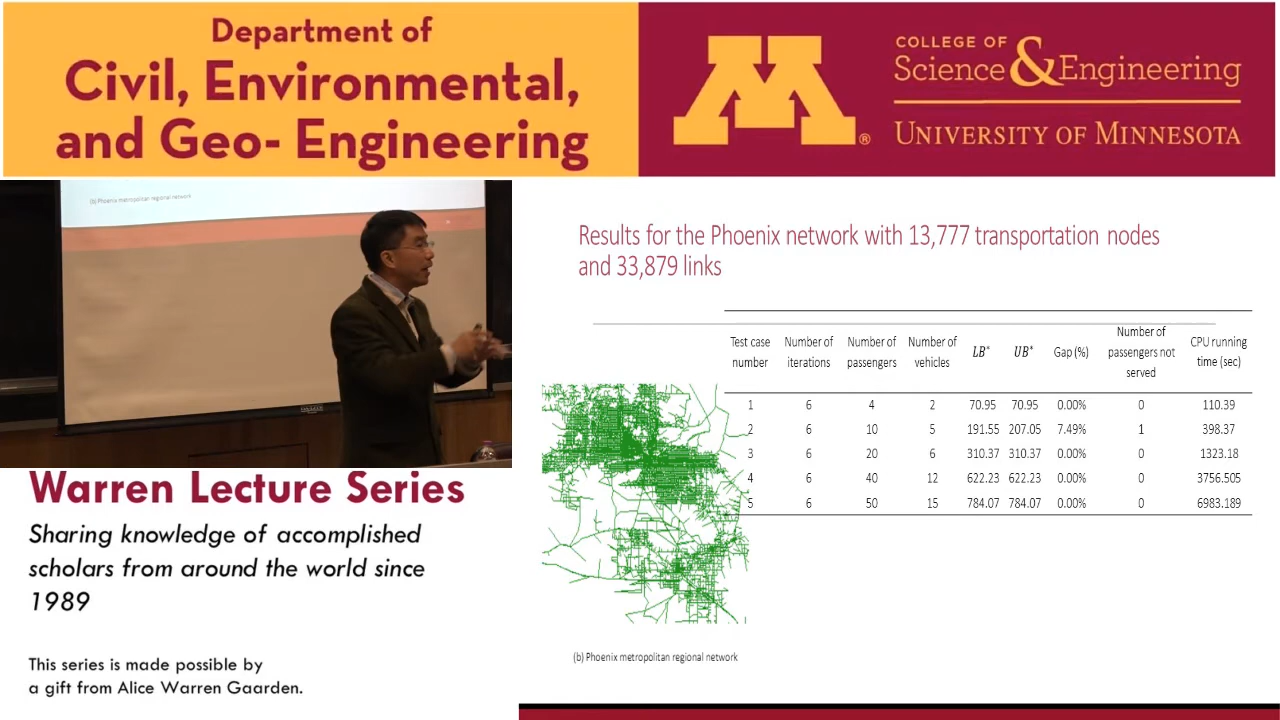 Department of
Civil, Environmental,
and Geo- Engineering
M®
COLLEGE OF
Science & Engineering
UNIVERSITY OF MINNESOTA
(b) Phoenix metropolitan regional network
Warren Lecture Series
Sharing knowledge of accomplished
scholars from around the world since
1989
This series is made possible by
a gift from Alice Warren Gaarden.
Results for the Phoenix network with 13,777 transportation nodes
and 33,879 links
Test case number Number of iterations Number of passengers Number of vehicles LB* UB* Gap (%) Number of passengers not served CPU running time (sec)
1 6 4 2 70.95 70.95 0.00% 0 110.39
2 6 10 5 191.55 207.05 7.49% 1 398.37
3 6 20 6 310.37 310.37 0.00% 0 1323.18
4 6 40 12 622.23 622.23 0.00% 0 3756.505
5 6 50 15 784.07 784.07 0.00% 0 6983.189
(b) Phoenix metropolitan regional network